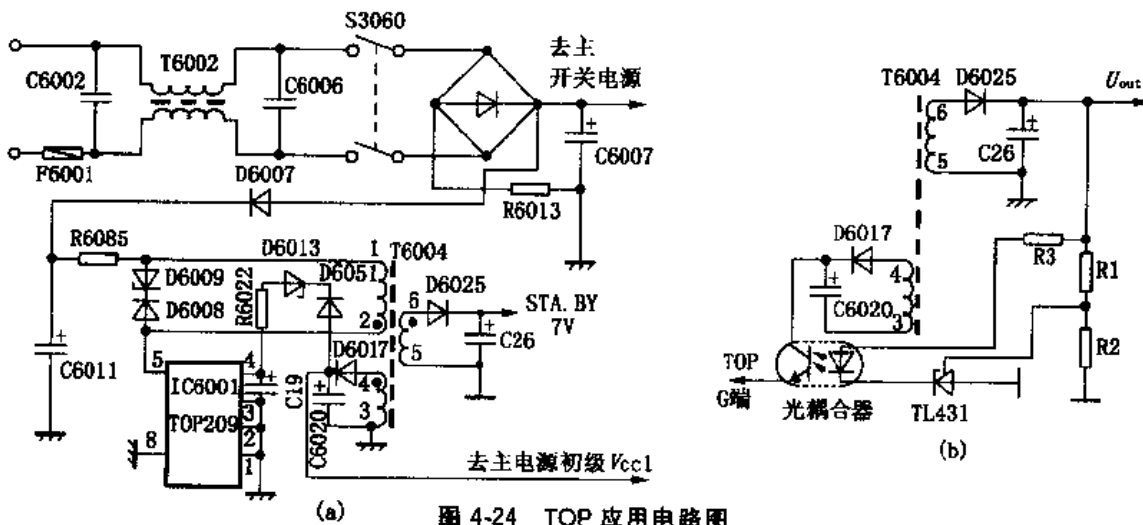 S3060
T6002
C6002
C6006
去主
开关电源
C6007
F6001
D6007
R6013
R6085
D6013
1
T6004
D6009
D6008
R6022
D6051
D6025
6
STA.BY
7V
2
5
C26
D6017
5
4
C6011
IC6001
TOP209
C19
4
3
3
C6020
2
8
1
去主电源初级 Vcc1
(a)
T6004
D6025
Uout
6
5
C26
D6017
4
R3
R1
C6020
3
R2
TOP
G端
光耦合器
TL431
(b)
图 4-24 TOP 应用电路图